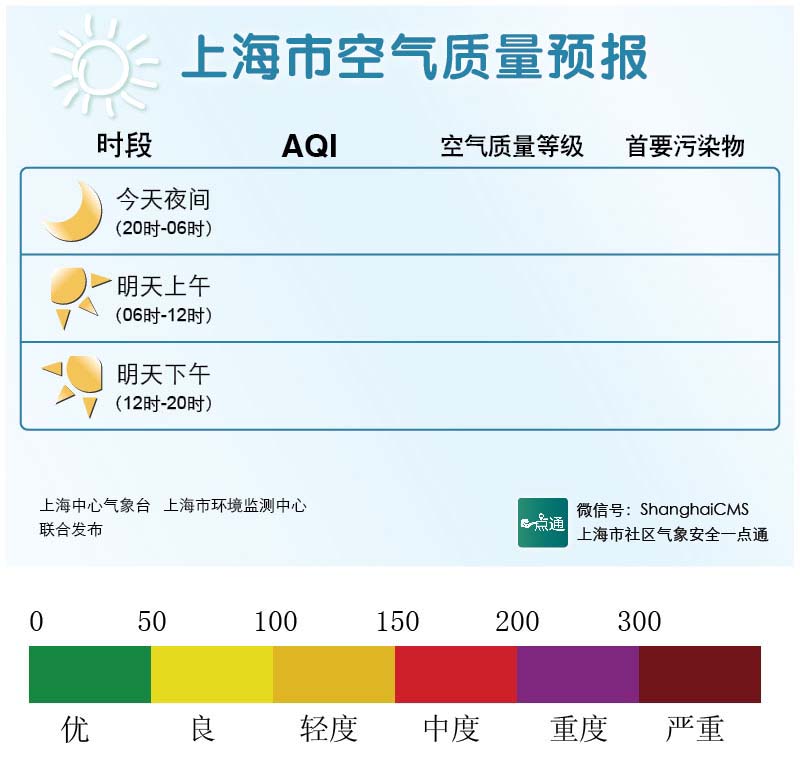 上海市空气质量预报
时段 AQI 空气质量等级 首要污染物
今天夜间
(20时-06时)
明天上午
(06时-12时)
明天下午
(12时-20时)
上海中心气象台 上海市环境监测中心
联合发布
一点通
微信号：ShanghaiCMS
上海市社区气象安全一点通
0 50 100 150 200 300
优 良 轻度 中度 重度 严重